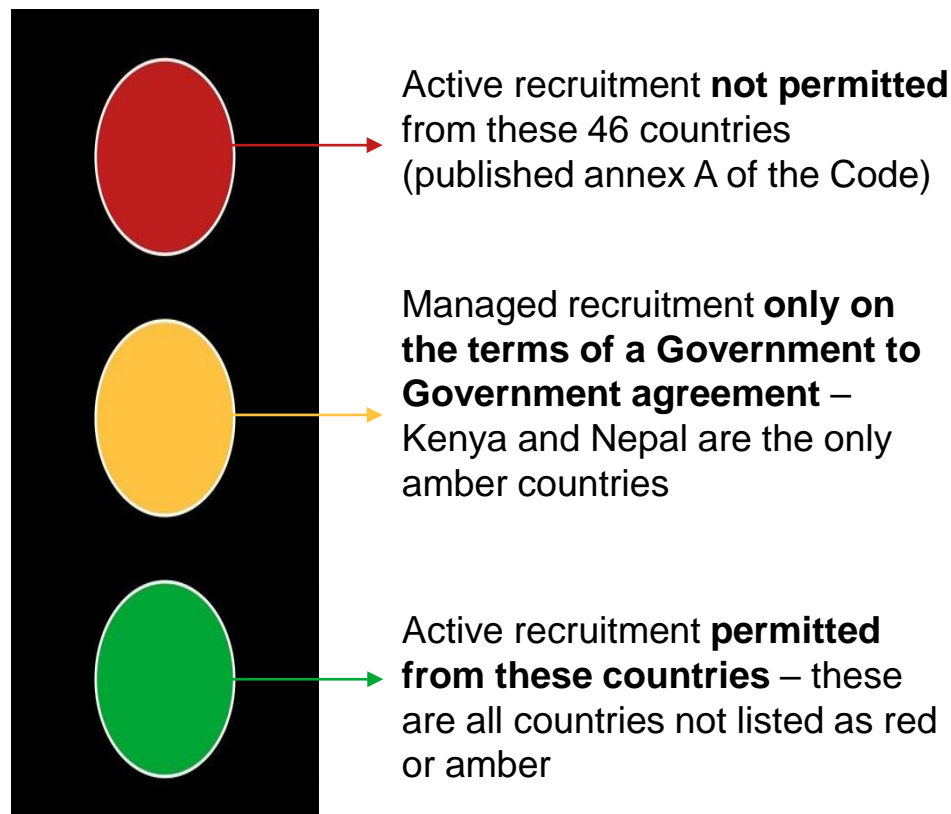 Active recruitment not permitted
from these 46 countries
(published annex A of the Code)
Managed recruitment only on
the terms of a Government to
Government agreement –
Kenya and Nepal are the only
amber countries
Active recruitment permitted
from these countries – these
are all countries not listed as red
or amber